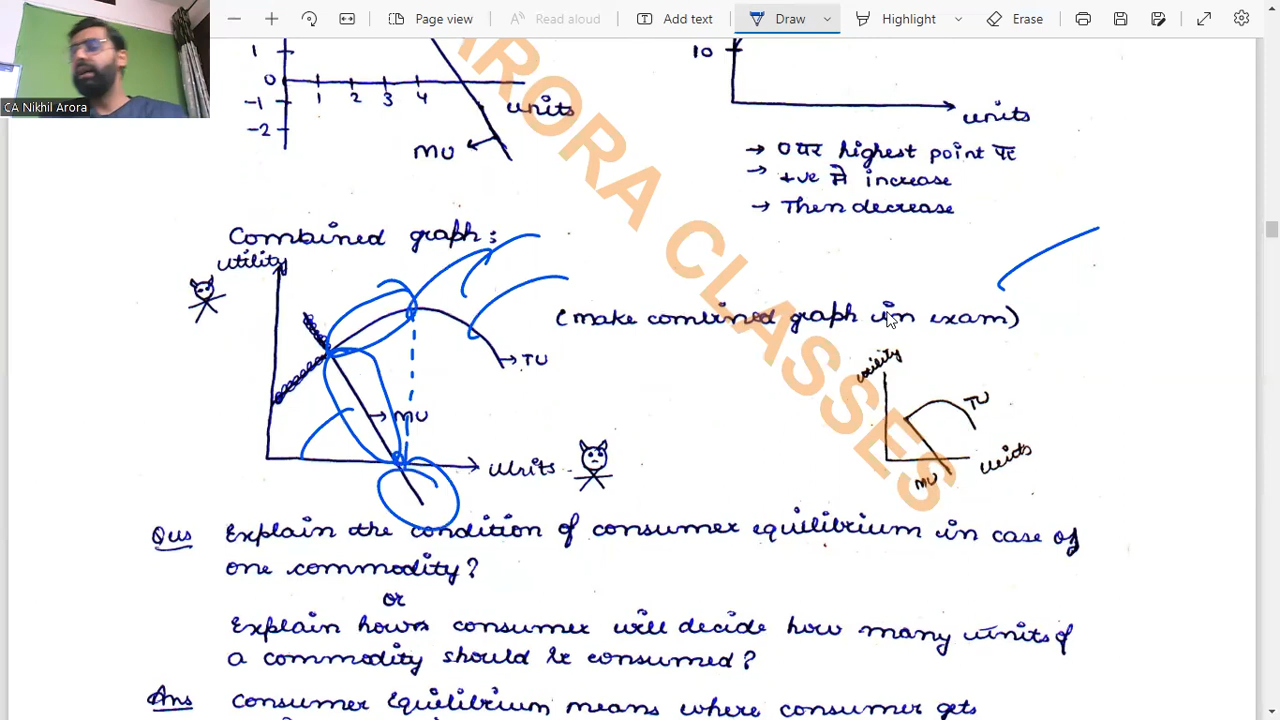 Page view
Read aloud
Add text
Draw
Highlight
Erase
CA Nikhil Arora
1
0
-1
-2
1 2 3 4
units
MU
10
units
→ 0 पर highest point पर
→ +ve में increase
→ Then decrease
ARORA CLASSES
Combined graph:
utility
(make combined graph in exam)
→TU
→MU
Units
utility
TU
units
MU
Qus Explain the condition of consumer equilibrium in case of
one commodity?
or
Explain how consumer will decide how many units of
a commodity should be consumed?
Ans Consumer Equilibrium means where consumer gets